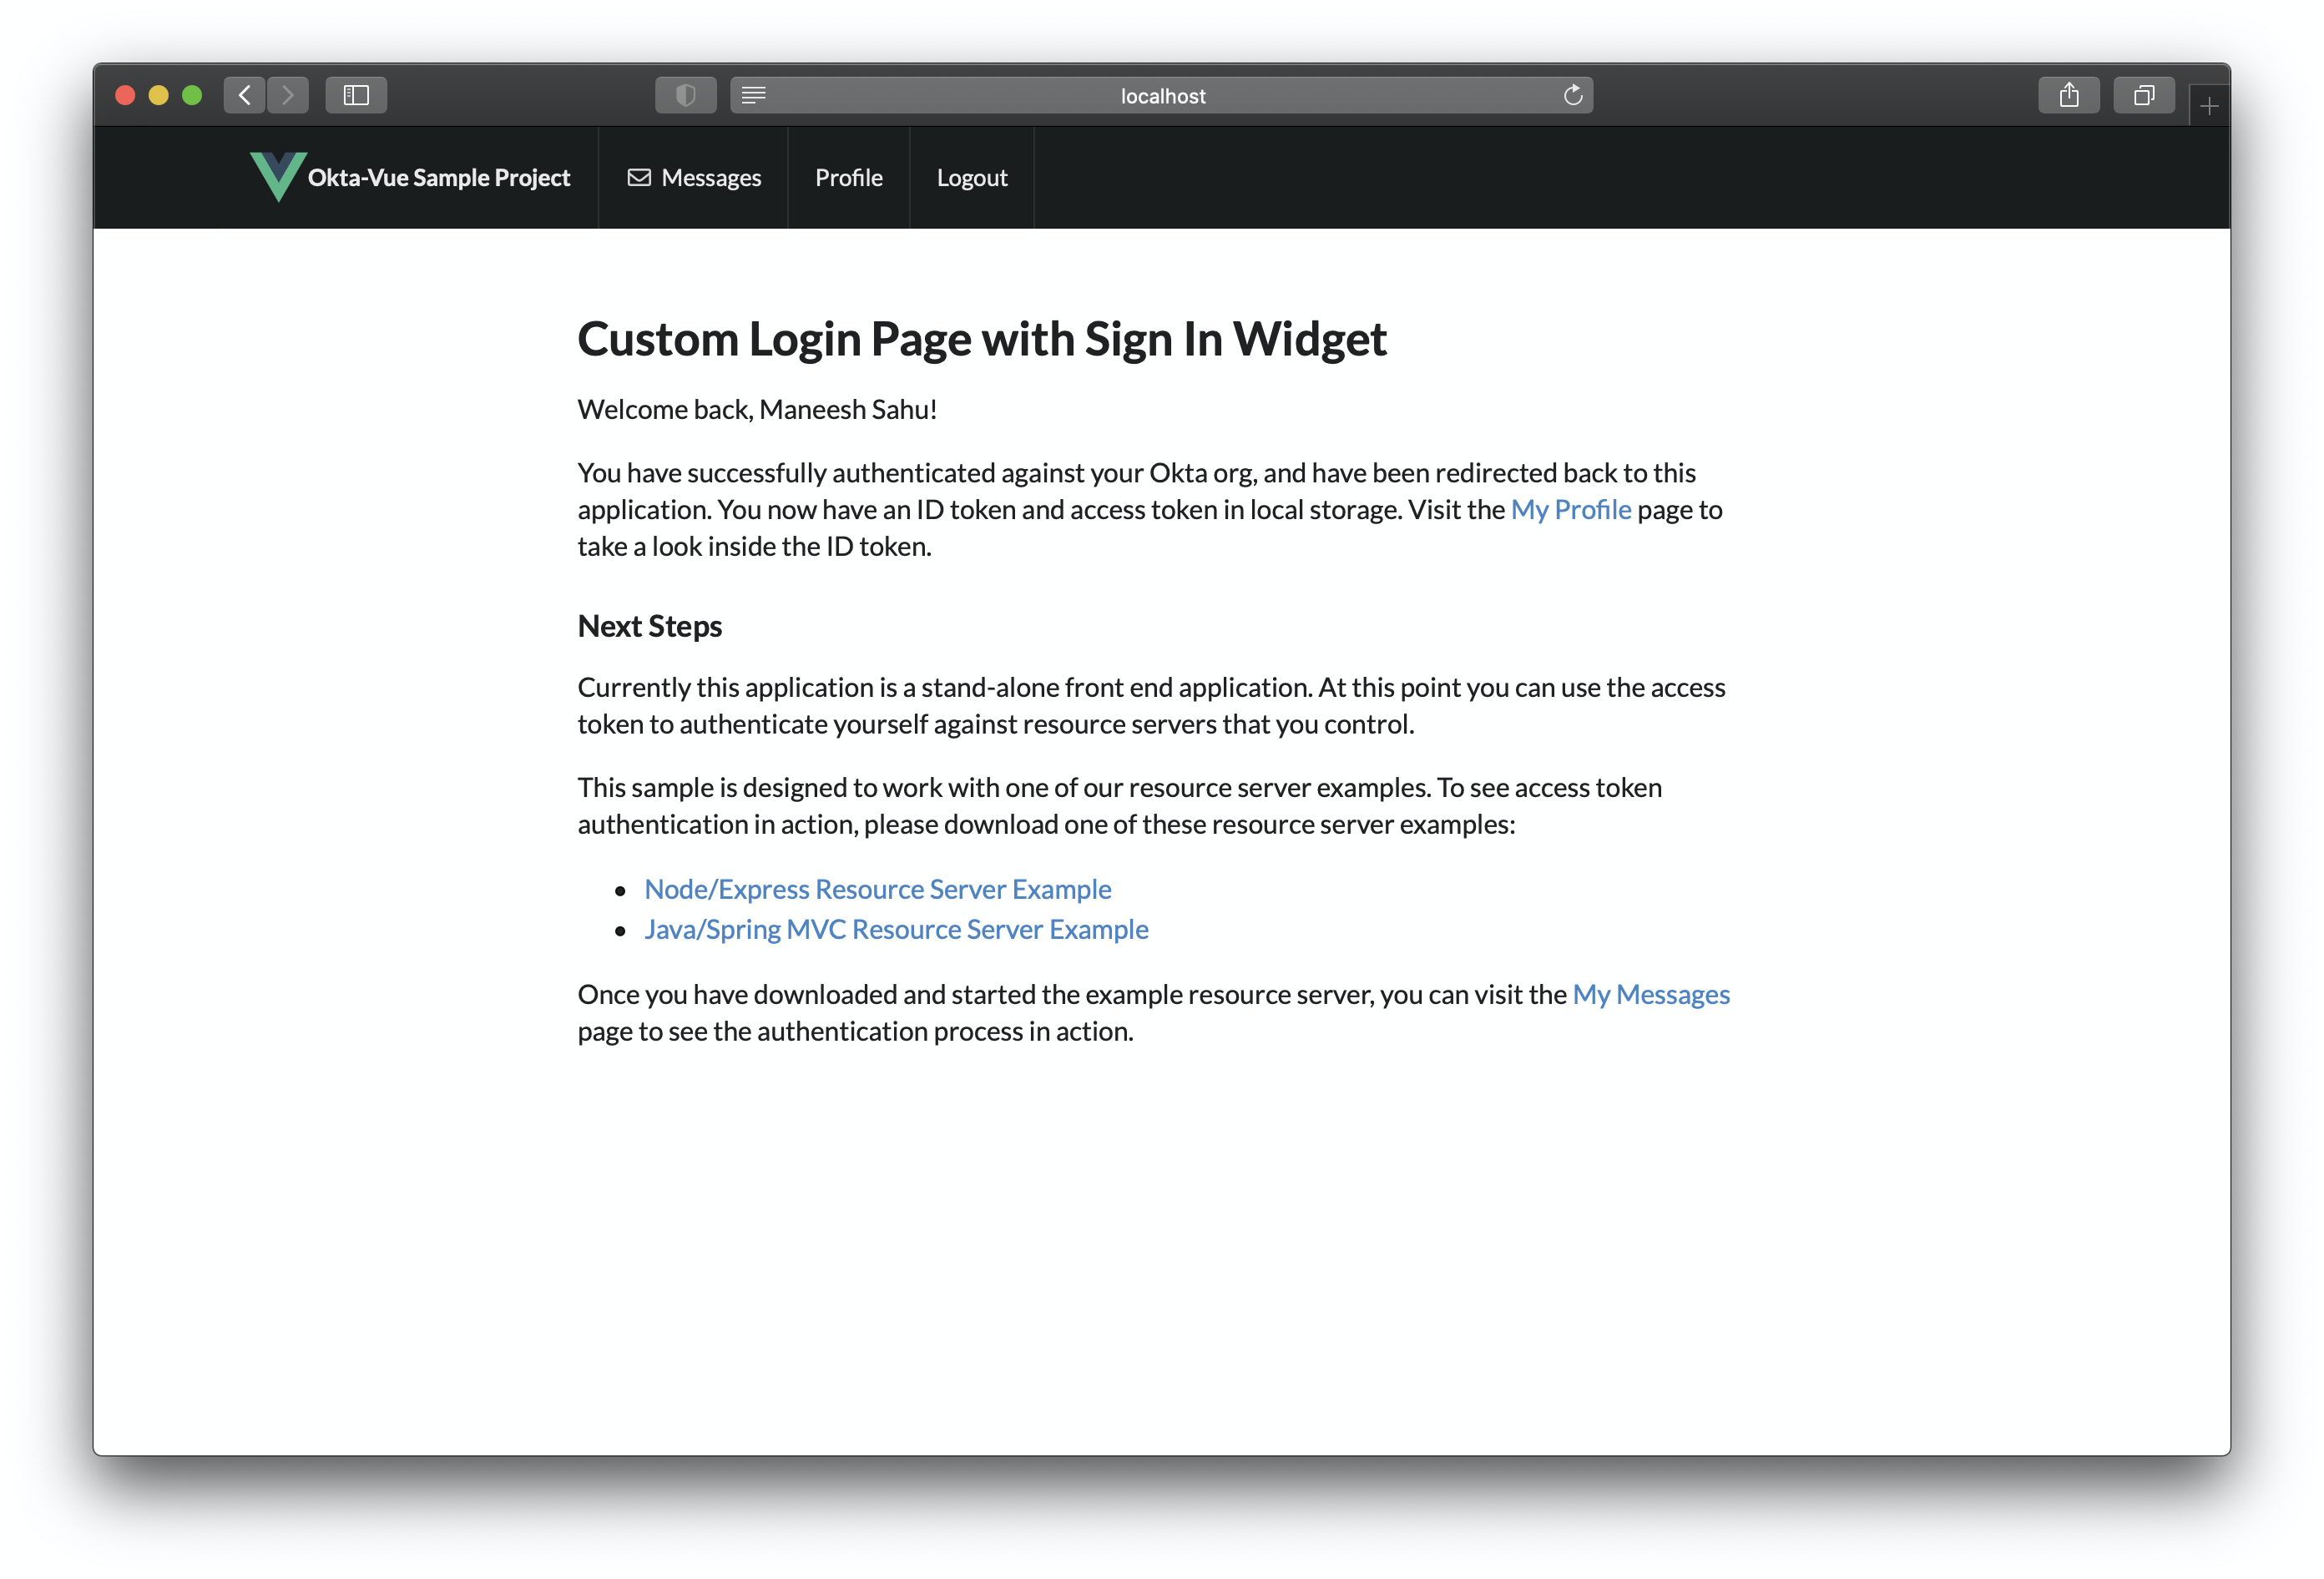 localhost
Okta-Vue Sample Project Messages Profile Logout
Custom Login Page with Sign In Widget
Welcome back, Maneesh Sahu!
You have successfully authenticated against your Okta org, and have been redirected back to this
application. You now have an ID token and access token in local storage. Visit the My Profile page to
take a look inside the ID token.
Next Steps
Currently this application is a stand-alone front end application. At this point you can use the access
token to authenticate yourself against resource servers that you control.
This sample is designed to work with one of our resource server examples. To see access token
authentication in action, please download one of these resource server examples:
• Node/Express Resource Server Example
• Java/Spring MVC Resource Server Example
Once you have downloaded and started the example resource server, you can visit the My Messages
page to see the authentication process in action.